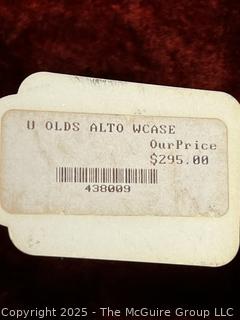 U OLDS ALTO WCASE
OurPrice
$295.00
438009
Copyright 2025 - The McGuire Group LLC